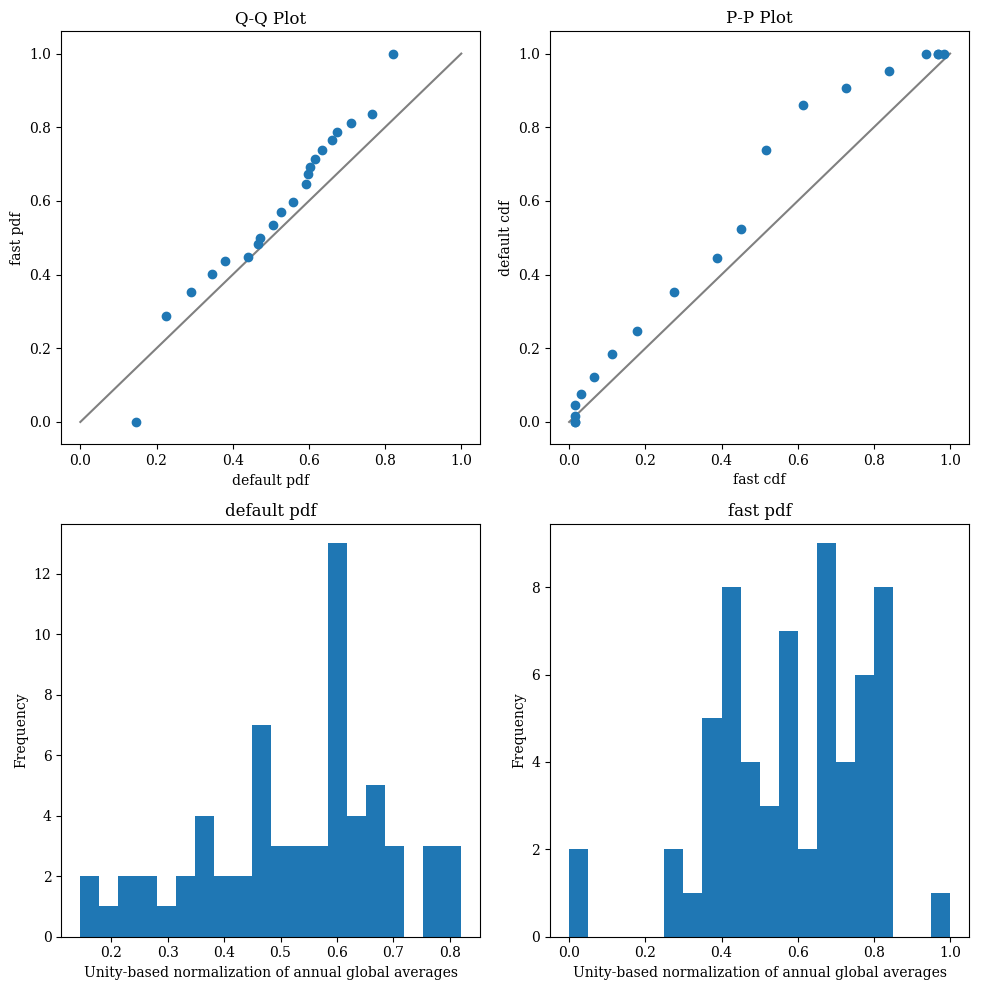 Q-Q Plot
1.0
0.8
0.6
0.4
0.2
0.0
fast pdf
0.0 0.2 0.4 0.6 0.8 1.0
default pdf
P-P Plot
1.0
0.8
0.6
0.4
0.2
0.0
default cdf
0.0 0.2 0.4 0.6 0.8 1.0
fast cdf
default pdf
12
10
8
6
4
2
0
Frequency
0.2 0.3 0.4 0.5 0.6 0.7 0.8
Unity-based normalization of annual global averages
fast pdf
8
6
4
2
0
Frequency
0.0 0.2 0.4 0.6 0.8 1.0
Unity-based normalization of annual global averages